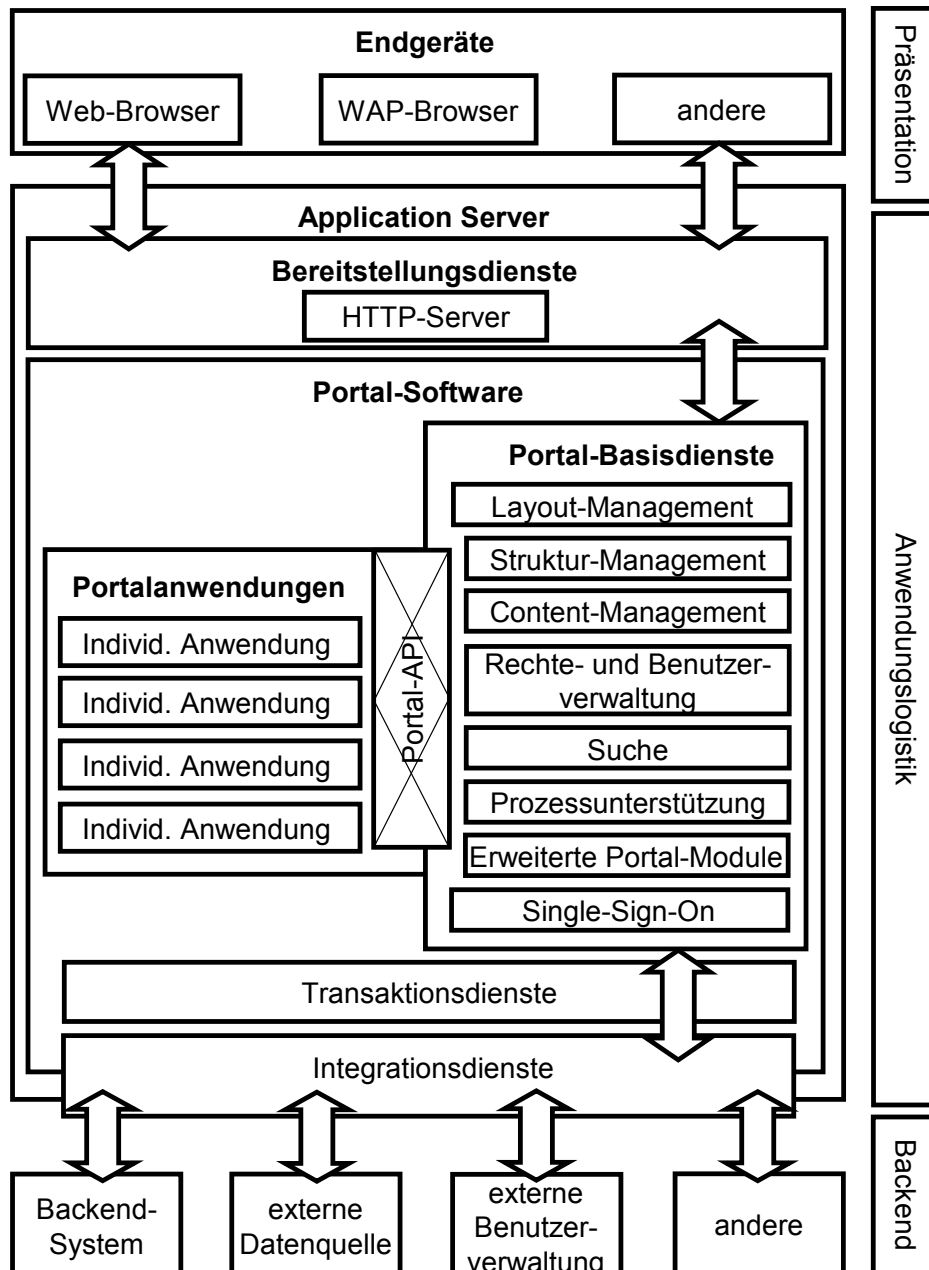 Endgeräte
Web-Browser
WAP-Browser
andere
Präsentation
Application Server
Bereitstellungsdienste
HTTP-Server
Portal-Software
Portal-Basisdienste
Layout-Management
Struktur-Management
Content-Management
Rechte- und Benutzer-
verwaltung
Suche
Prozessunterstützung
Erweiterte Portal-Module
Single-Sign-On
Portalanwendungen
Individ. Anwendung
Individ. Anwendung
Individ. Anwendung
Individ. Anwendung
Portal-API
Anwendungslogistik
Transaktionsdienste
Integrationsdienste
Backend-
System
externe
Datenquelle
externe
Benutzer-
verwaltung
andere
Backend